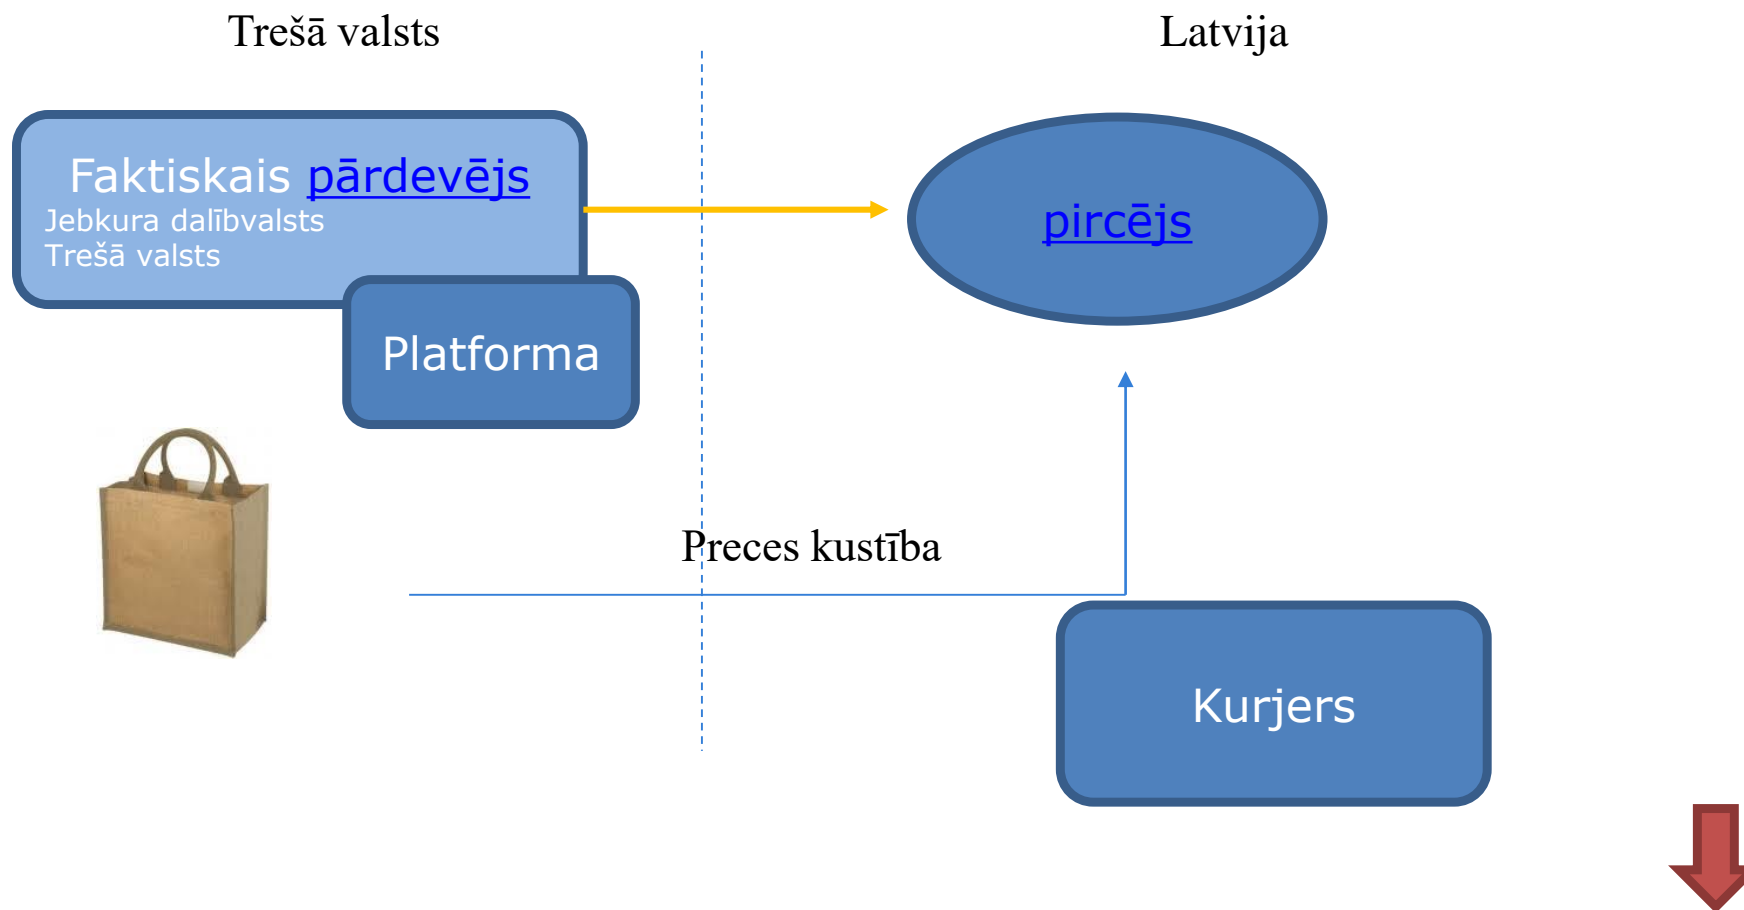 Trešā valsts
Latvija
Faktiskais pārdevējs
Jebkura dalībvalsts
Trešā valsts
pircējs
Platforma
Preces kustība
Kurjers